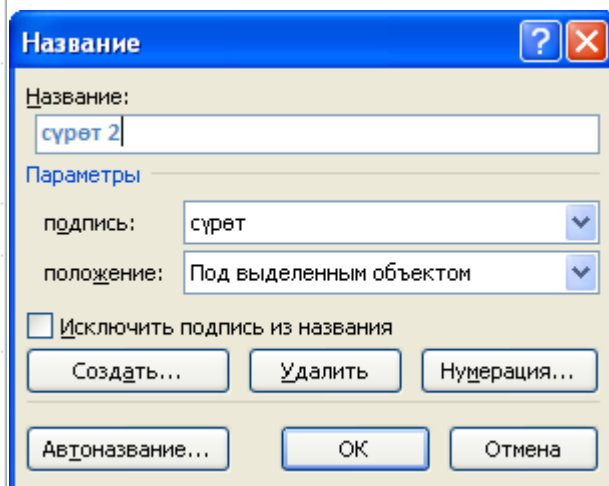 Название
Название:
сүрөт 2
Параметры
подпись: сүрөт
положение: Под выделенным объектом
Исключить подпись из названия
Создать... Удалить Нумерация...
Автоназвание... ОК Отмена